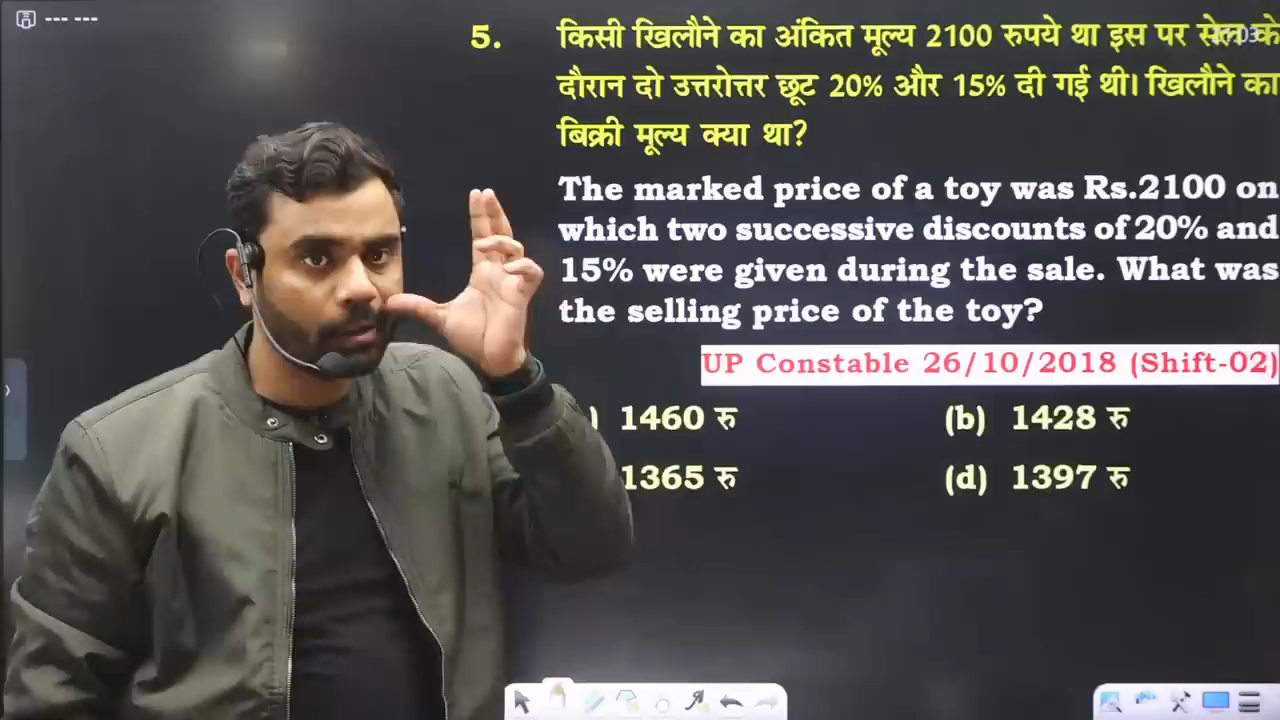 5. किसी खिलौने का अंकित मूल्य 2100 रुपये था इस पर सेल के
दौरान दो उत्तरोत्तर छूट 20% और 15% दी गई थी। खिलौने का
बिक्री मूल्य क्या था?
The marked price of a toy was Rs.2100 on
which two successive discounts of 20% and
15% were given during the sale. What was
the selling price of the toy?
UP Constable 26/10/2018 (Shift-02)
) 1460 रु (b) 1428 रु
1365 रु (d) 1397 रु